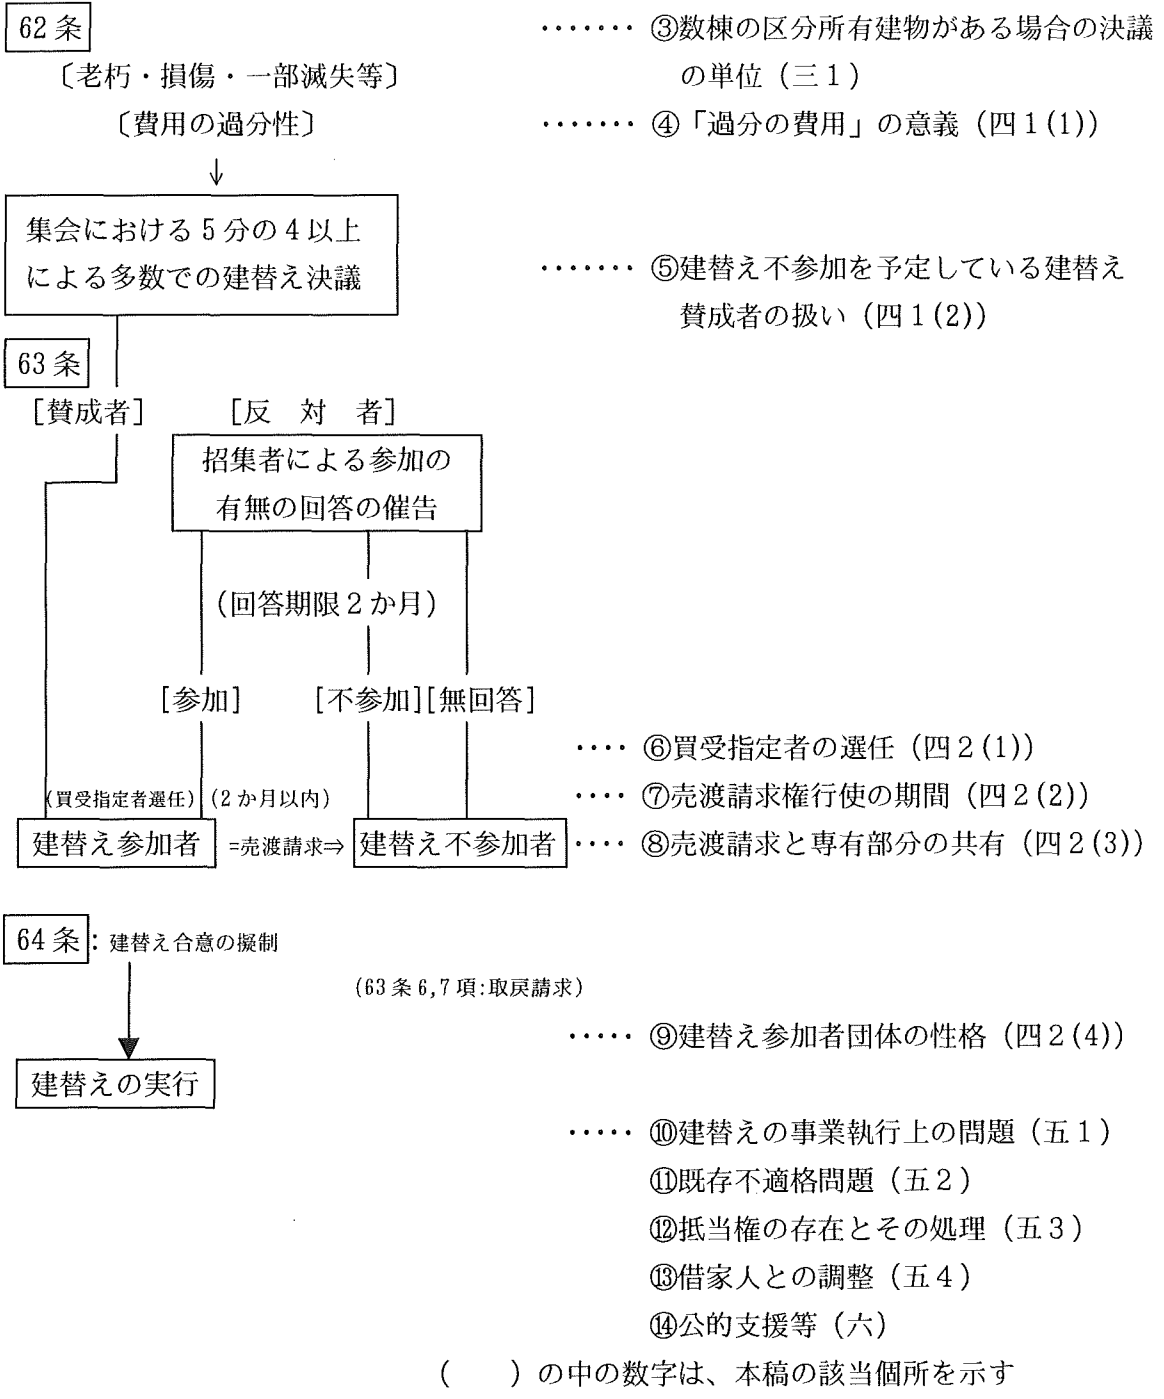 62条
・・・・・・・ ③数棟の区分所有建物がある場合の決議
〔老朽・損傷・一部滅失等〕
の単位（三1）
〔費用の過分性〕
・・・・・・・ ④「過分の費用」の意義（四1(1)）
↓
集会における5分の4以上
による多数での建替え決議
・・・・・・・ ⑤建替え不参加を予定している建替え
賛成者の扱い（四1(2)）
63条
[賛成者]
[反　対　者]
招集者による参加の
有無の回答の催告
(回答期限2か月)
[参加]
[不参加][無回答]
・・・・ ⑥買受指定者の選任（四2(1)）
(買受指定者選任) (2か月以内)
・・・・ ⑦売渡請求権行使の期間（四2(2)）
建替え参加者 =売渡請求⇒ 建替え不参加者 ・・・・ ⑧売渡請求と専有部分の共有（四2(3)）
64条：建替え合意の擬制
(63条6,7項:取戻請求)
・・・・・ ⑨建替え参加者団体の性格（四2(4)）
建替えの実行
・・・・・ ⑩建替えの事業執行上の問題（五1）
⑪既存不適格問題（五2）
⑫抵当権の存在とその処理（五3）
⑬借家人との調整（五4）
⑭公的支援等（六）
(　　)の中の数字は、本稿の該当個所を示す